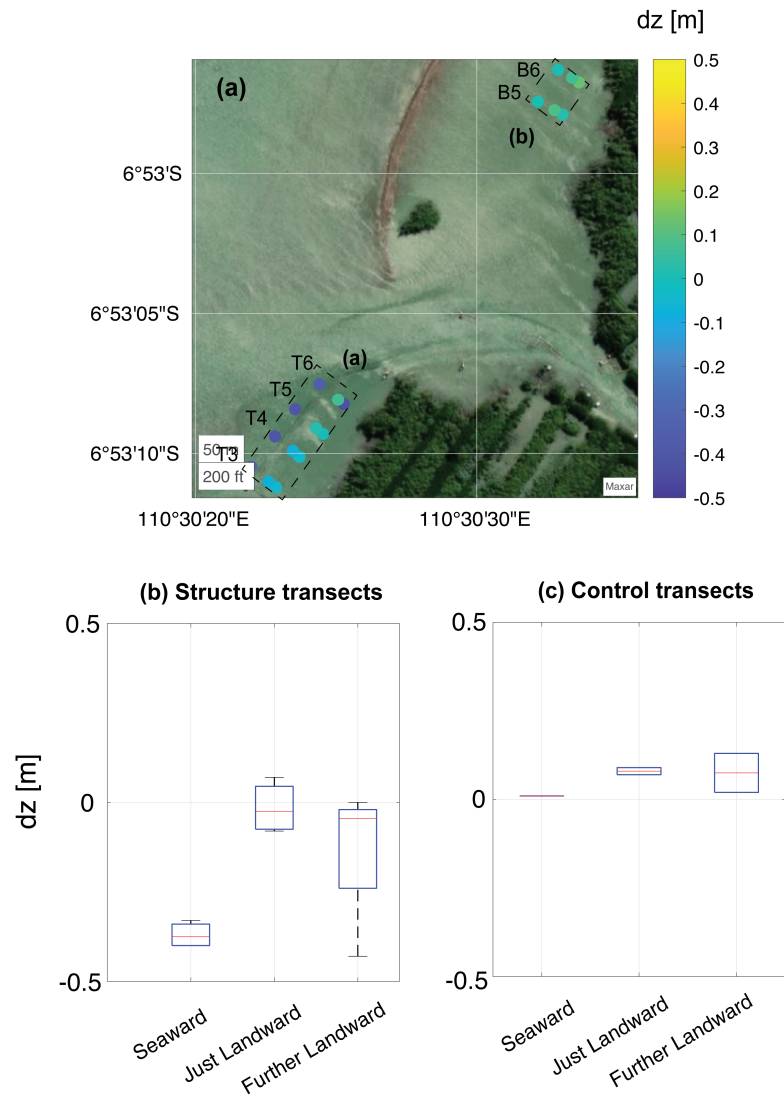 dz [m]
(a)
B6
B5
(b)
6°53'S
6°53'05"S
T6
(a)
T5
T4
6°53'10"S
50 m
T3
200 ft
Maxar
110°30'20"E
110°30'30"E
0.5
0.4
0.3
0.2
0.1
0
-0.1
-0.2
-0.3
-0.4
-0.5
(b) Structure transects
(c) Control transects
dz [m]
0.5
0
-0.5
Seaward
Just Landward
Further Landward
0.5
0
-0.5
Seaward
Just Landward
Further Landward